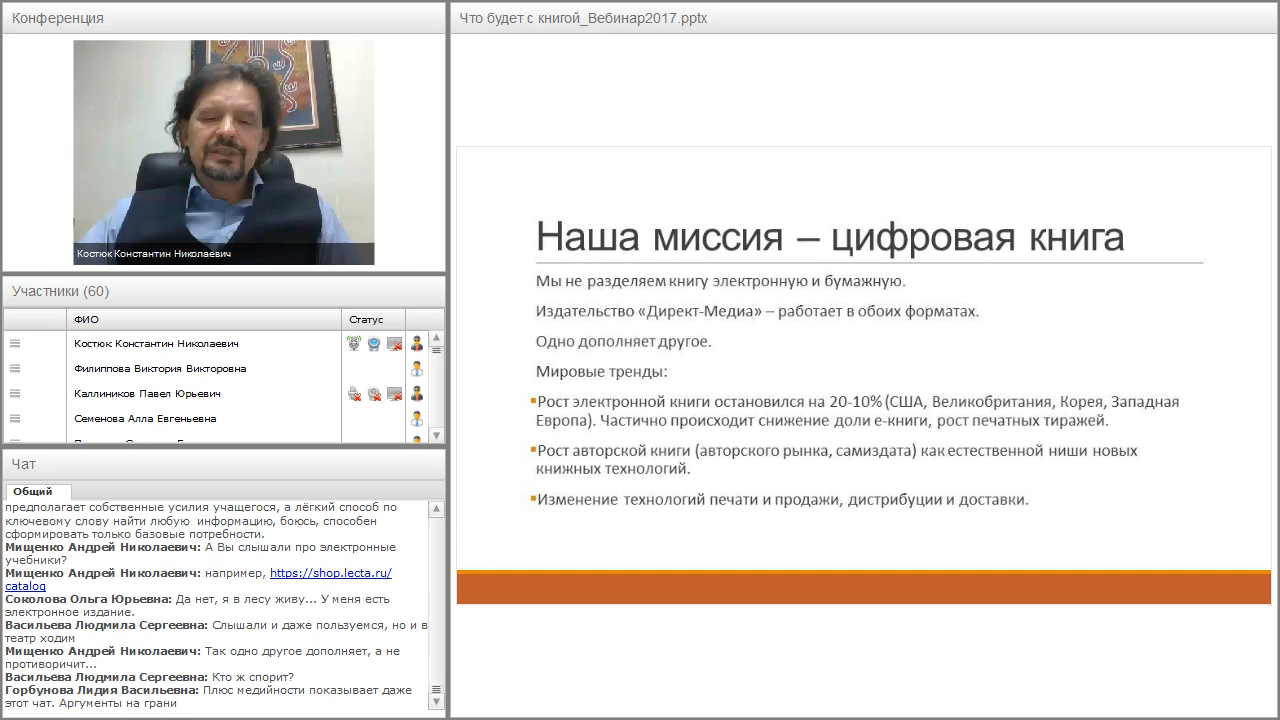 Конференция
Костюк Константин Николаевич
Участники (60)
ФИО
Статус
Костюк Константин Николаевич
Филиппова Виктория Викторовна
Каллиников Павел Юрьевич
Семенова Алла Евгеньевна
Чат
Общий
предполагает собственные усилия учащегося, а лёгкий способ по
ключевому слову найти любую информацию, боюсь, способен
сформировать только базовые потребности.
Мищенко Андрей Николаевич: А Вы слышали про электронные
учебники?
Мищенко Андрей Николаевич: например, https://shop.lecta.ru/
catalog
Соколова Ольга Юрьевна: Да нет, я в лесу живу... У меня есть
электронное издание.
Васильева Людмила Сергеевна: Слышали и даже пользуемся, но и в
театр ходим
Мищенко Андрей Николаевич: Так одно другое дополняет, а не
противоричит...
Васильева Людмила Сергеевна: Кто ж спорит?
Горбунова Лидия Васильевна: Плюс медийности показывает даже
этот чат. Аргументы на грани
Что будет с книгой_Вебинар2017.pptx
Наша миссия – цифровая книга
Мы не разделяем книгу электронную и бумажную.
Издательство «Директ-Медиа» – работает в обоих форматах.
Одно дополняет другое.
Мировые тренды:
Рост электронной книги остановился на 20-10% (США, Великобритания, Корея, Западная
Европа). Частично происходит снижение доли е-книги, рост печатных тиражей.
Рост авторской книги (авторского рынка, самиздата) как естественной ниши новых
книжных технологий.
Изменение технологий печати и продажи, дистрибуции и доставки.